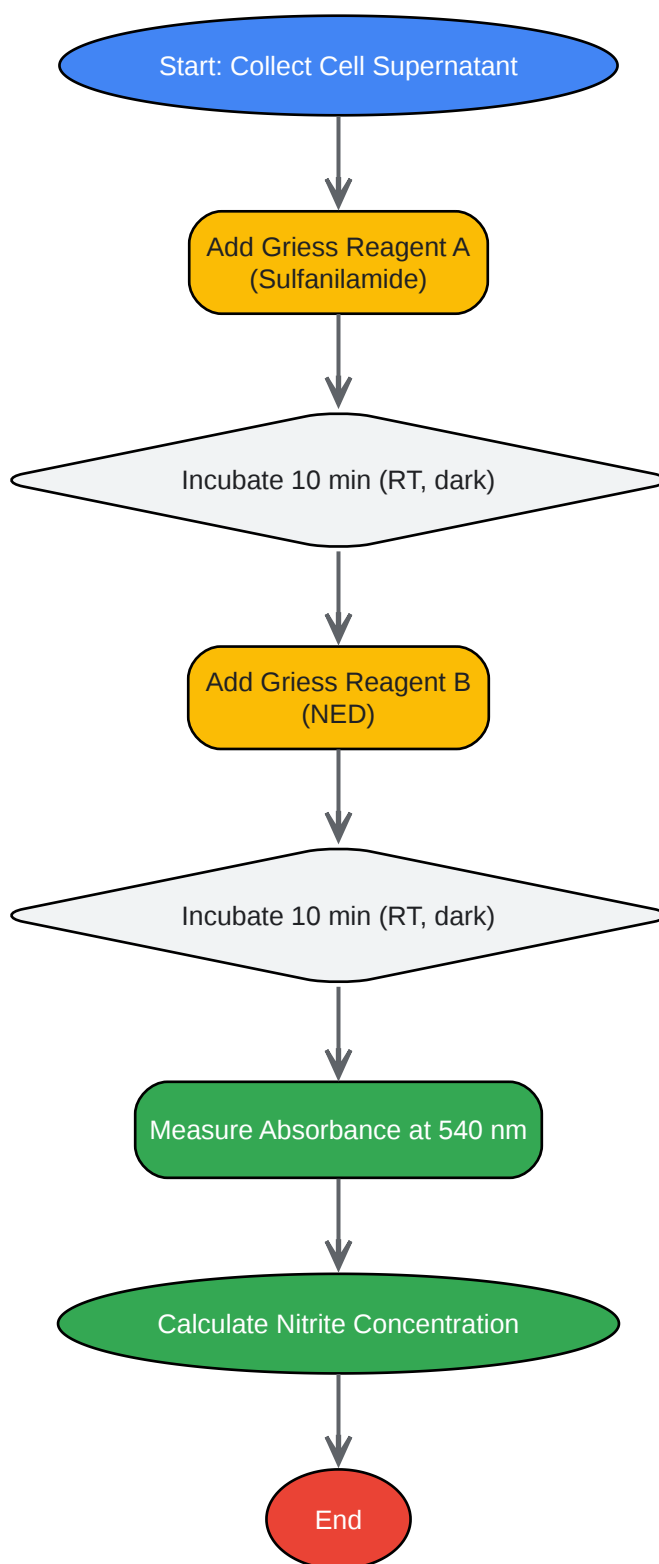 Start: Collect Cell Supernatant
Add Griess Reagent A
(Sulfanilamide)
Incubate 10 min (RT, dark)
Add Griess Reagent B
(NED)
Incubate 10 min (RT, dark)
Measure Absorbance at 540 nm
Calculate Nitrite Concentration
End